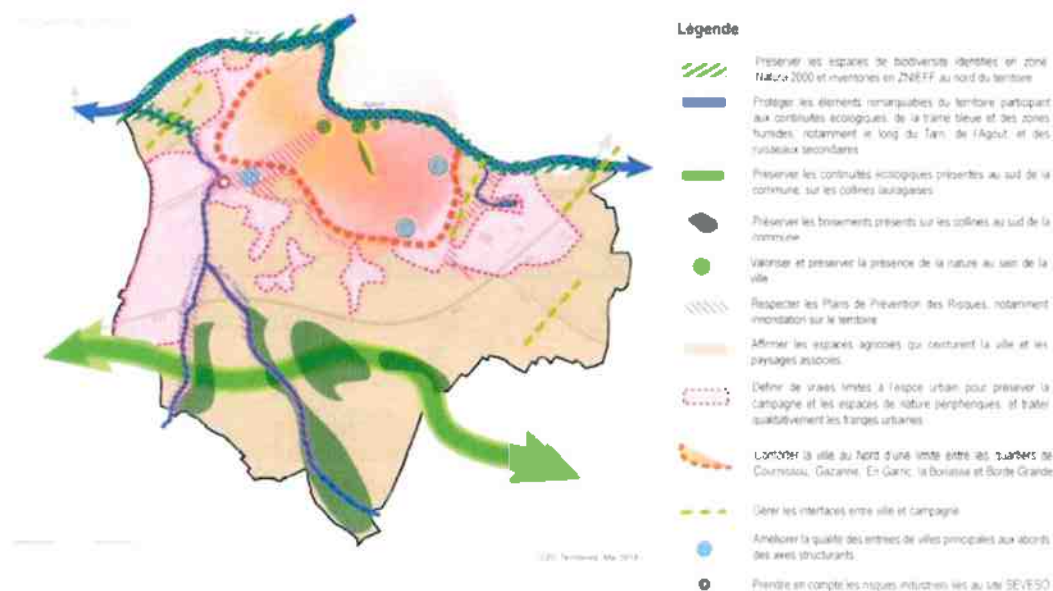 Légende
Préserver les espaces de biodiversité identifiés en zone
Natura 2000 et inventoriés en ZNIEFF au nord du territoire
Protéger les éléments remarquables du territoire participant
aux continuités écologiques, de la trame bleue et des zones
humides, notamment le long du Tarn, de l'Agout, et des
ruisseaux secondaires
Préserver les continuités écologiques présentes au sud de la
commune, sur les collines lauragaises
Préserver les boisements présents sur les collines au sud de la
commune
Valoriser et préserver la présence de la nature au sein de la
ville
Respecter les Plans de Prévention des Risques, notamment
innondation sur le territoire
Affirmer les espaces agricoles qui ceinturent la ville et les
paysages associés
Définir de vraies limites à l'espce urbain pour préserver la
campagne et les espaces de nature périphériques, et traiter
qualitativement les franges urbaines
Conforter la ville au Nord d'une limite entre les quartiers de
Gazanne, En Garric, la Bonasse et Borde Grande
Gérer les interfaces entre ville et campagne
Améliorer la qualité des entrées de villes principales aux abords
des axes structurants
Prendre en compte les risques industriels liés au site SEVESO